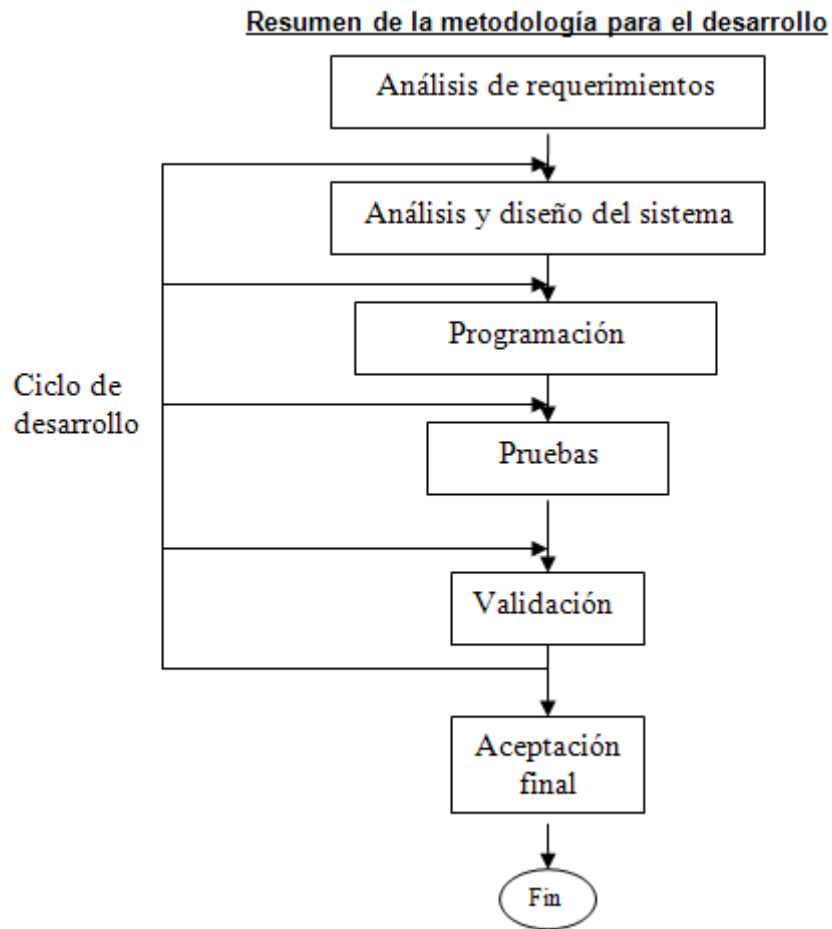 Resumen de la metodología para el desarrollo
Análisis de requerimientos
Análisis y diseño del sistema
Programación
Ciclo de
desarrollo
Pruebas
Validación
Aceptación
final
Fin